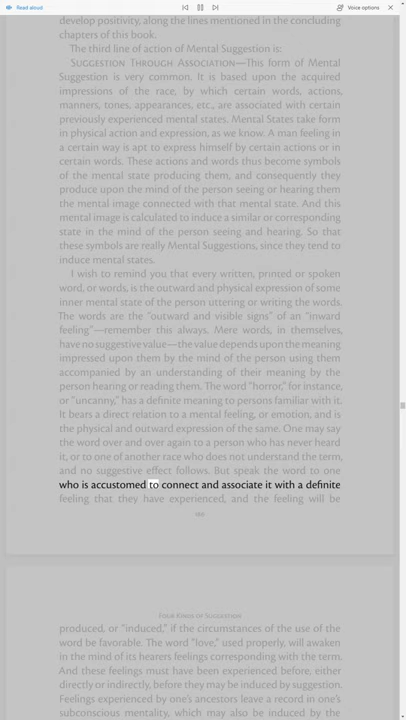 Read aloud
Voice options
develop positivity, along the lines mentioned in the concluding
chapters of this book.
The third line of action of Mental Suggestion is:
SUGGESTION THROUGH ASSOCIATION—This form of Mental
Suggestion is very common. It is based upon the acquired
impressions of the race, by which certain words, actions,
manners, tones, appearances, etc., are associated with certain
previously experienced mental states. Mental States take form
in physical action and expression, as we know. A man feeling in
a certain way is apt to express himself by certain actions or in
certain words. These actions and words thus become symbols
of the mental state producing them, and consequently they
produce upon the mind of the person seeing or hearing them
the mental image connected with that mental state. And this
mental image is calculated to induce a similar or corresponding
state in the mind of the person seeing and hearing. So that
these symbols are really Mental Suggestions, since they tend to
induce mental states.
I wish to remind you that every written, printed or spoken
word, or words, is the outward and physical expression of some
inner mental state of the person uttering or writing the words.
The words are the "outward and visible signs" of an "inward
feeling"—remember this always. Mere words, in themselves,
have no suggestive value—the value depends upon the meaning
impressed upon them by the mind of the person using them
accompanied by an understanding of their meaning by the
person hearing or reading them. The word "horror," for instance,
or "uncanny," has a definite meaning to persons familiar with it.
It bears a direct relation to a mental feeling, or emotion, and is
the physical and outward expression of the same. One may say
the word over and over again to a person who has never heard
it, or to one of another race who does not understand the term,
and no suggestive effect follows. But speak the word to one
who is accustomed to connect and associate it with a definite
feeling that they have experienced, and the feeling will be
FOUR KINDS OF SUGGESTION
produced, or "induced," if the circumstances of the use of the
word be favorable. The word "love," used properly, will awaken
in the mind of its hearers feelings corresponding with the term.
And these feelings must have been experienced before, either
directly or indirectly, before they may be induced by suggestion.
Feelings experienced by one's ancestors leave a record in one's
subconscious mentality, which may also be induced by the